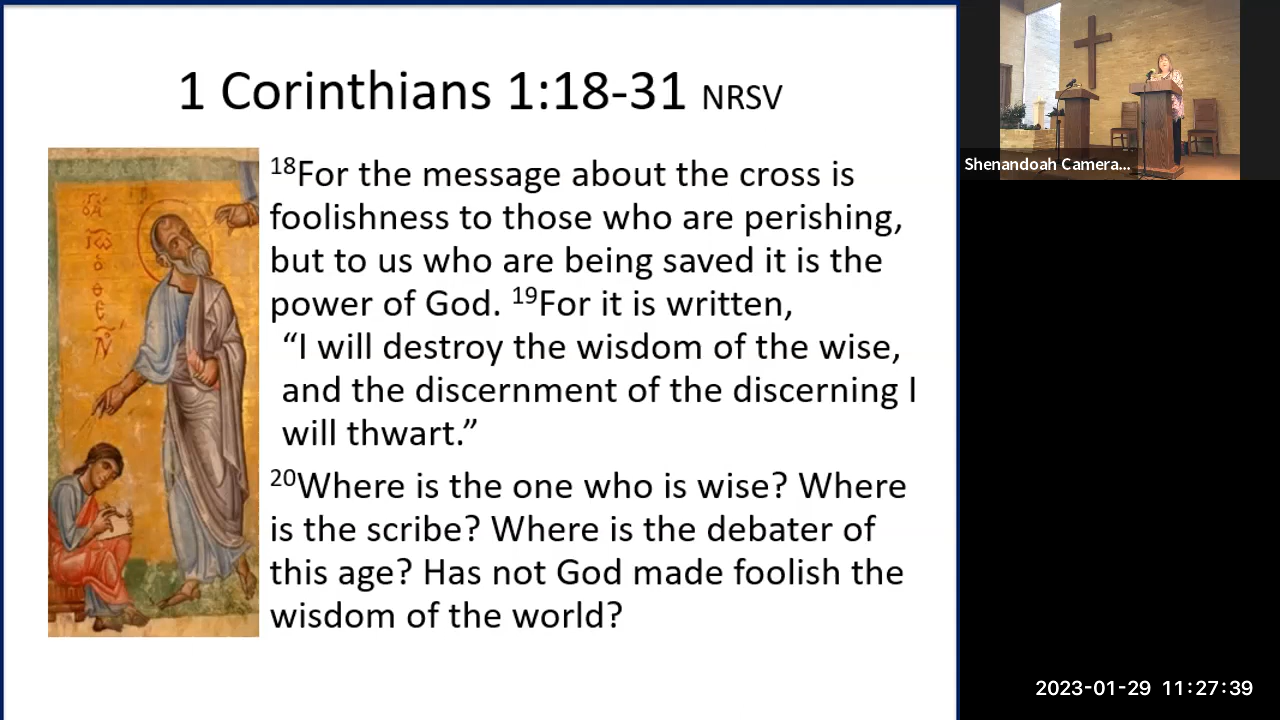 1 Corinthians 1:18-31 NRSV
18For the message about the cross is
foolishness to those who are perishing,
but to us who are being saved it is the
power of God. 19For it is written,
“I will destroy the wisdom of the wise,
and the discernment of the discerning I
will thwart.”
20Where is the one who is wise? Where
is the scribe? Where is the debater of
this age? Has not God made foolish the
wisdom of the world?
Shenandoah Camera...
2023-01-29 11:27:39